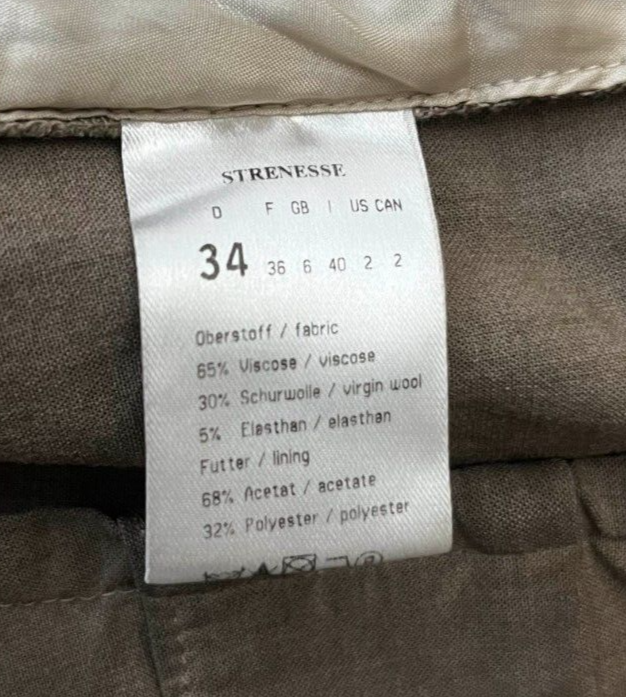 STRENESSE
D F GB I US CAN
34 36 6 40 2 2
Oberstoff / fabric
65% Viscose / viscose
30% Schurwolle / virgin wool
5% Elasthan / elasthan
Futter / lining
68% Acetat / acetate
32% Polyester / polyester